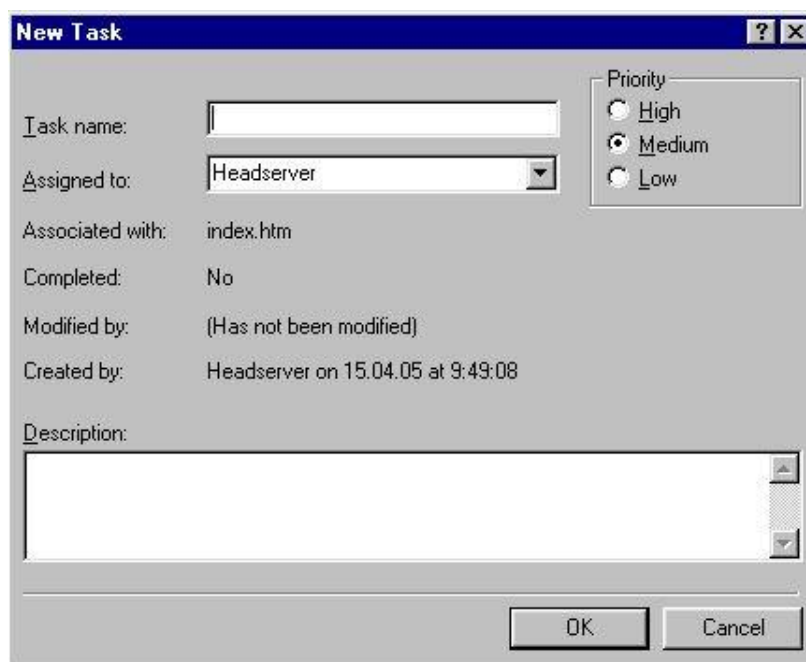 New Task
Task name:
Priority
High
Medium
Low
Assigned to: Headserver
Associated with: index.htm
Completed: No
Modified by: (Has not been modified)
Created by: Headserver on 15.04.05 at 9:49:08
Description:
OK Cancel